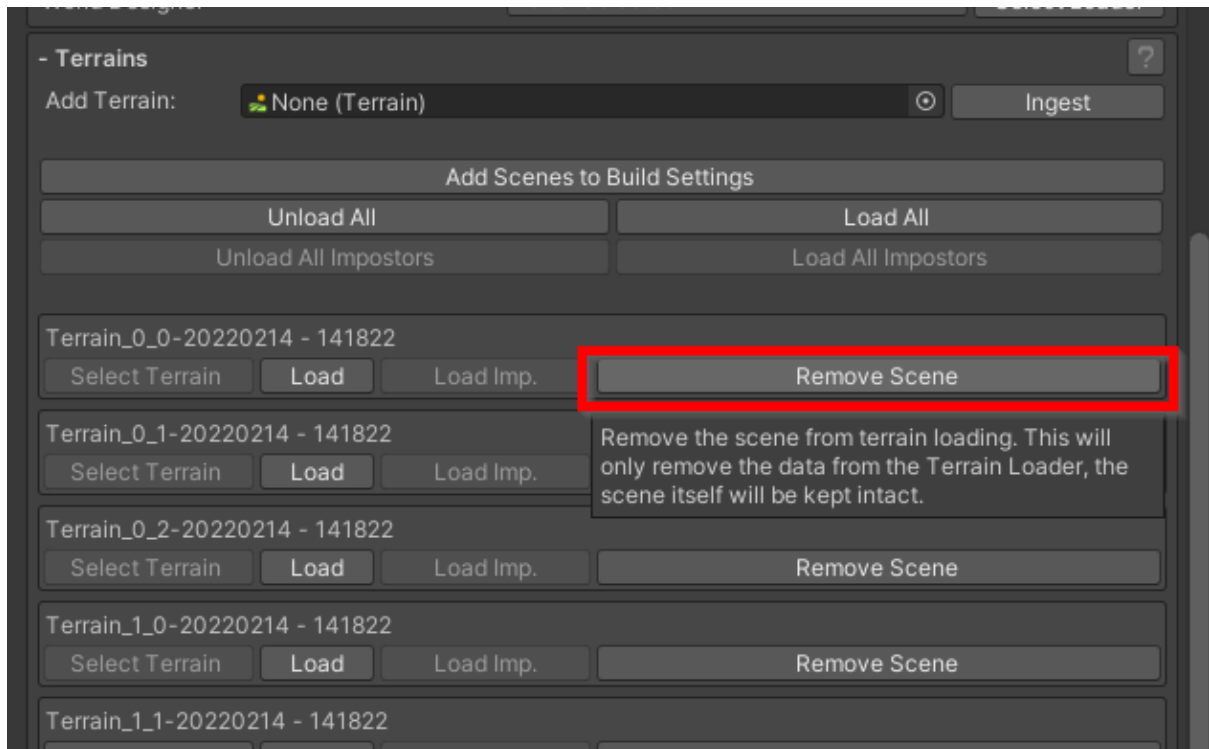 - Terrains
?
Add Terrain:
None (Terrain)
Ingest
Add Scenes to Build Settings
Unload All
Load All
Unload All Impostors
Load All Impostors
Terrain_0_0-20220214 - 141822
Select Terrain
Load
Load Imp.
Remove Scene
Terrain_0_1-20220214 - 141822
Select Terrain
Load
Load Imp.
Remove the scene from terrain loading. This will
only remove the data from the Terrain Loader, the
scene itself will be kept intact.
Terrain_0_2-20220214 - 141822
Select Terrain
Load
Load Imp.
Remove Scene
Terrain_1_0-20220214 - 141822
Select Terrain
Load
Load Imp.
Remove Scene
Terrain_1_1-20220214 - 141822